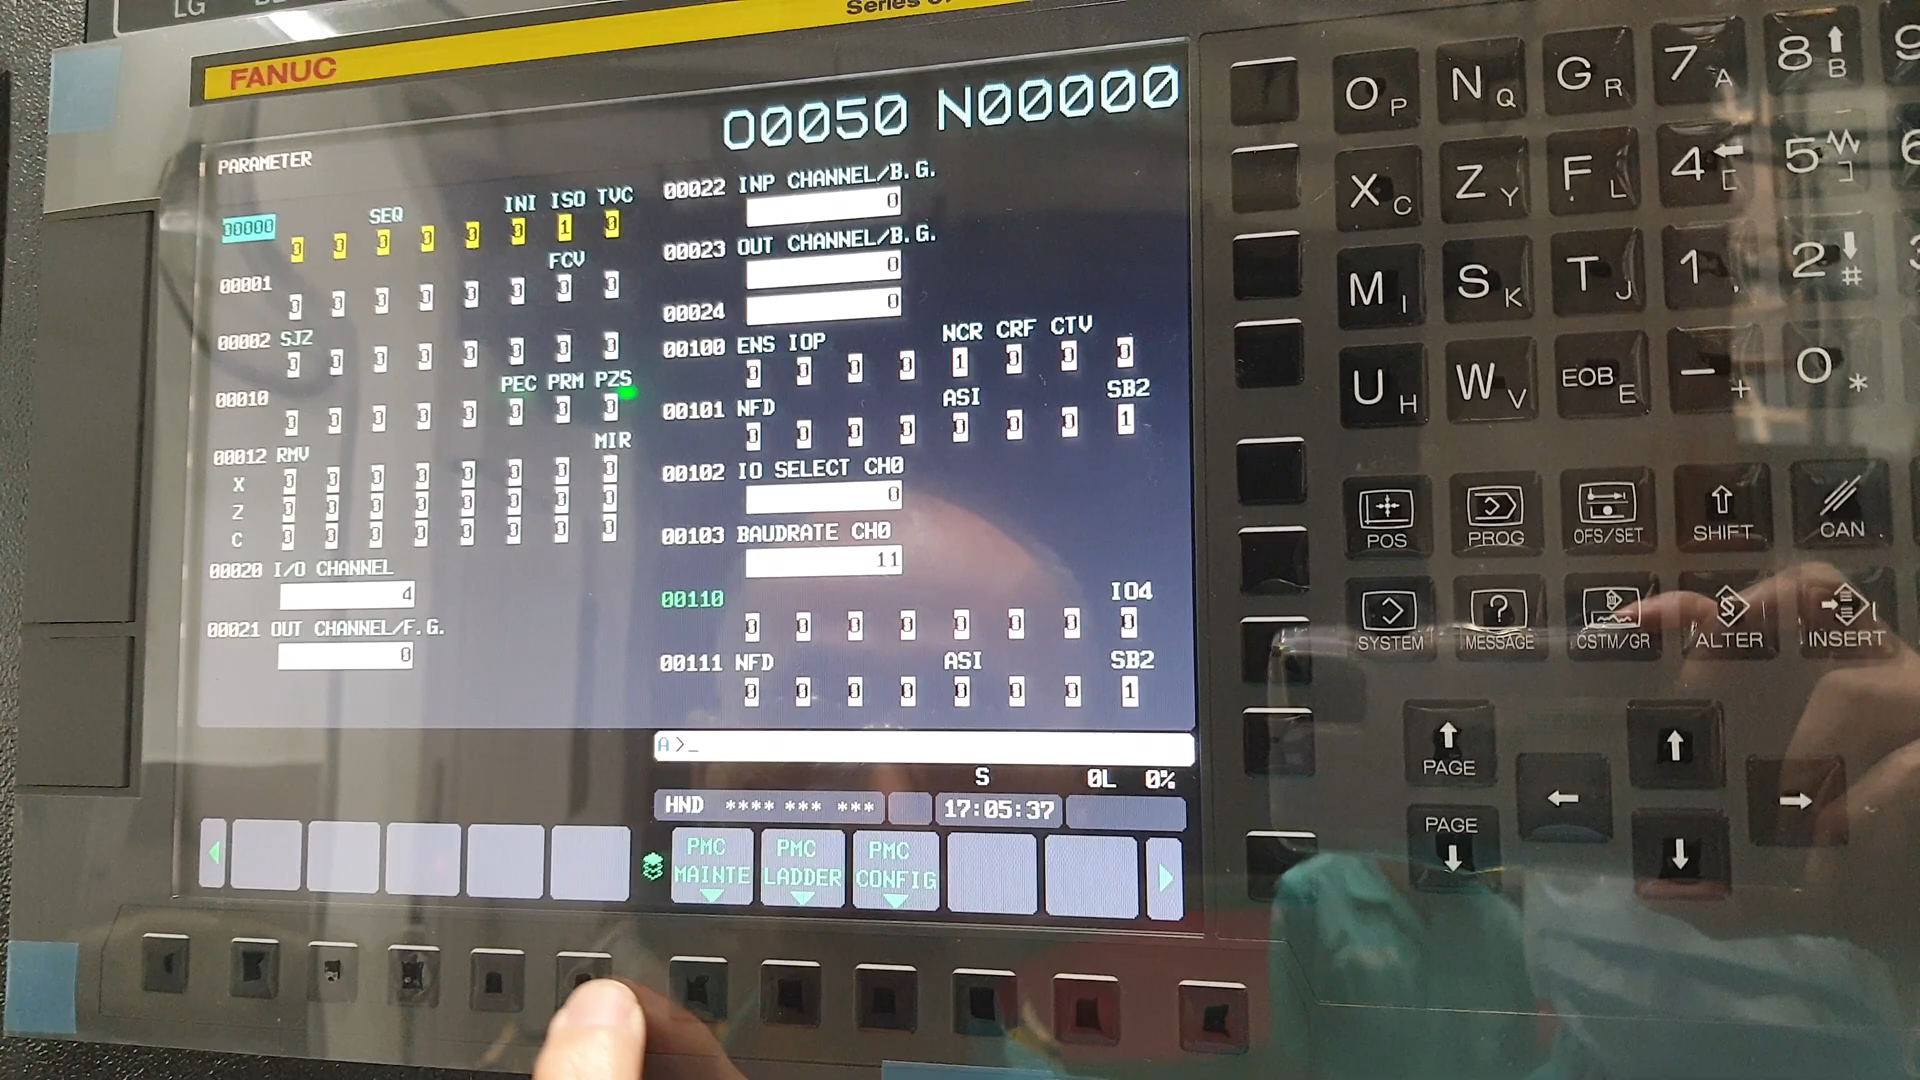 LG
Series
FANUC
O0050 N00000
PARAMETER
SEQ INI ISO TVC
00000 0 0 0 0 0 0 1 0
FCV
00001 0 0 0 0 0 0 0 0
00002 SJZ
0 0 0 0 0 0 0 0
PEC PRM PZS
00010 0 0 0 0 0 0 0 0
MIR
00012 RMV
X 0 0 0 0 0 0 0 0
Z 0 0 0 0 0 0 0 0
C 0 0 0 0 0 0 0 0
00020 I/O CHANNEL
4
00021 OUT CHANNEL/F.G.
0
00022 INP CHANNEL/B.G.
0
00023 OUT CHANNEL/B.G.
0
00024 0
NCR CRF CTV
00100 ENS IOP
0 0 0 0 1 0 0 0
00101 NFD ASI SB2
0 0 0 0 0 0 0 1
00102 IO SELECT CH0
0
00103 BAUDRATE CH0
11
00110 IO4
0 0 0 0 0 0 0 0
00111 NFD ASI SB2
0 0 0 0 0 0 0 1
A >_
S 0L 0%
HND **** *** *** 17:05:37
PMC MAINTE
PMC LADDER
PMC CONFIG
O P N Q G R 7 A 8 B 9
X C Z Y F L 4 [ 5 ] 6
M I S K T J 1 , 2 # 3
U H W V EOB E - + 0 *
POS PROG OFS/SET SHIFT CAN
SYSTEM MESSAGE CSTM/GR ALTER INSERT
PAGE
PAGE